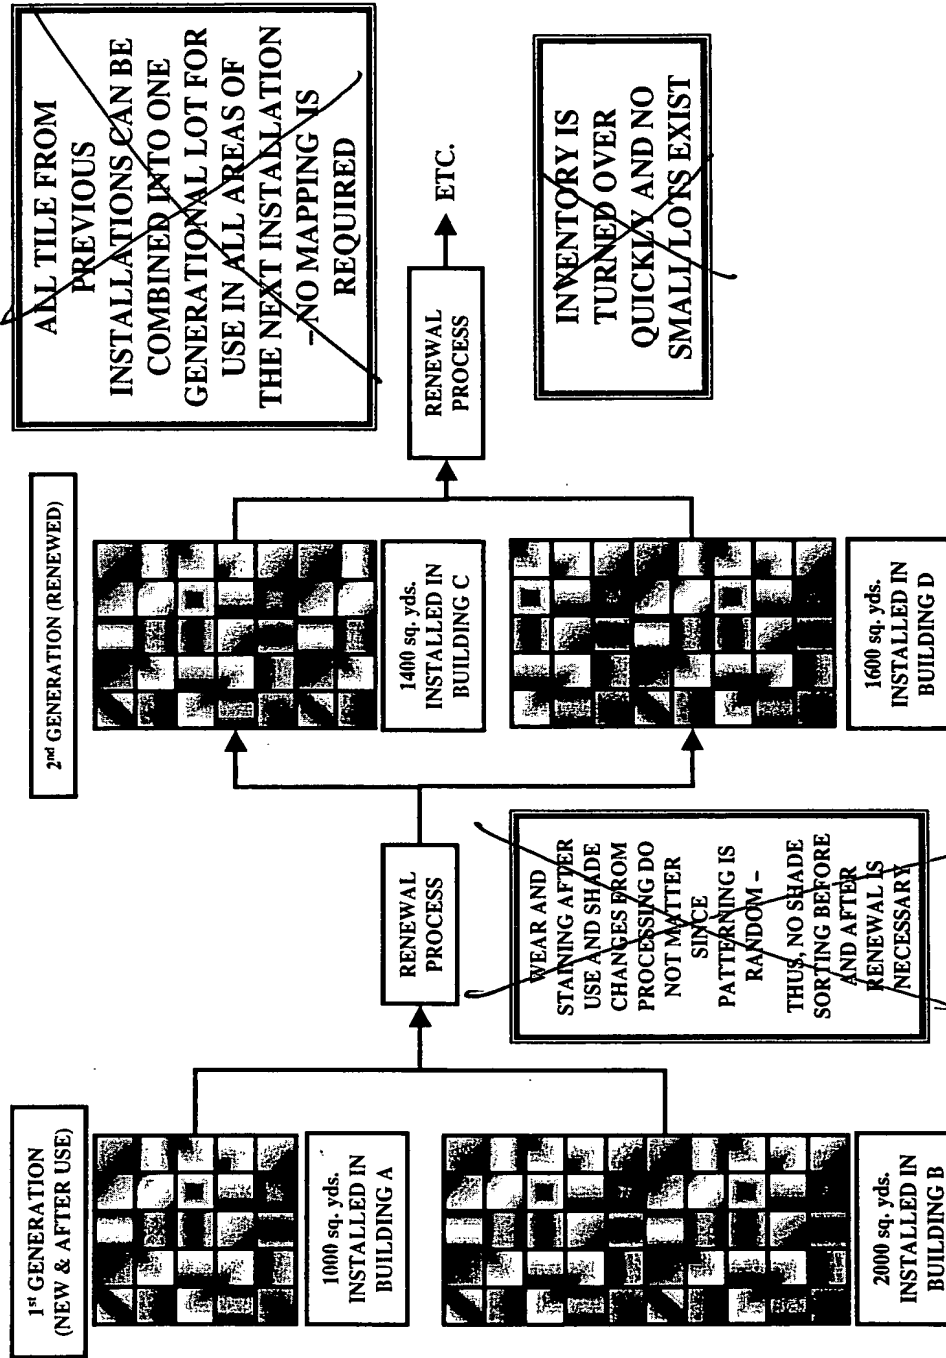 1st GENERATION
(NEW & AFTER USE)
1000 sq. yds.
INSTALLED IN
BUILDING A
2000 sq. yds.
INSTALLED IN
BUILDING B
RENEWAL
PROCESS
WEAR AND
STAINING AFTER
USE AND SHADE
CHANGES FROM
PROCESSING DO
NOT MATTER
SINCE
PATTERNING IS
RANDOM –
THUS, NO SHADE
SORTING BEFORE
AND AFTER
RENEWAL IS
NECESSARY
2nd GENERATION (RENEWED)
1400 sq. yds.
INSTALLED IN
BUILDING C
1600 sq. yds.
INSTALLED IN
BUILDING D
RENEWAL
PROCESS
ETC.
ALL TILE FROM
PREVIOUS
INSTALLATIONS CAN BE
COMBINED INTO ONE
GENERATIONAL LOT FOR
USE IN ALL AREAS OF
THE NEXT INSTALLATION
– NO MAPPING IS
REQUIRED
INVENTORY IS
TURNED OVER
QUICKLY AND NO
SMALL LOTS EXIST